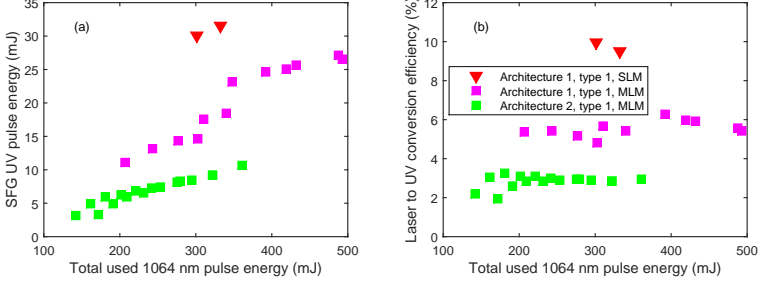 (a)
35
30
25
20
15
10
5
0
SFG UV pulse energy (mJ)
100 200 300 400 500
Total used 1064 nm pulse energy (mJ)
(b)
12
10
8
6
4
2
0
Laser to UV conversion efficiency (%)
Architecture 1, type 1, SLM
Architecture 1, type 1, MLM
Architecture 2, type 1, MLM
100 200 300 400 500
Total used 1064 nm pulse energy (mJ)